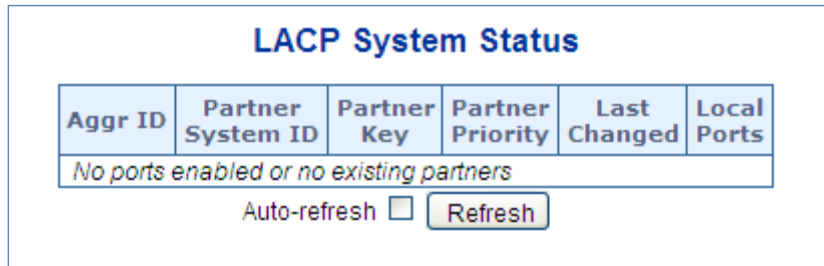 LACP System Status
Aggr ID Partner System ID Partner Key Partner Priority Last Changed Local Ports
No ports enabled or no existing partners
Auto-refresh Refresh